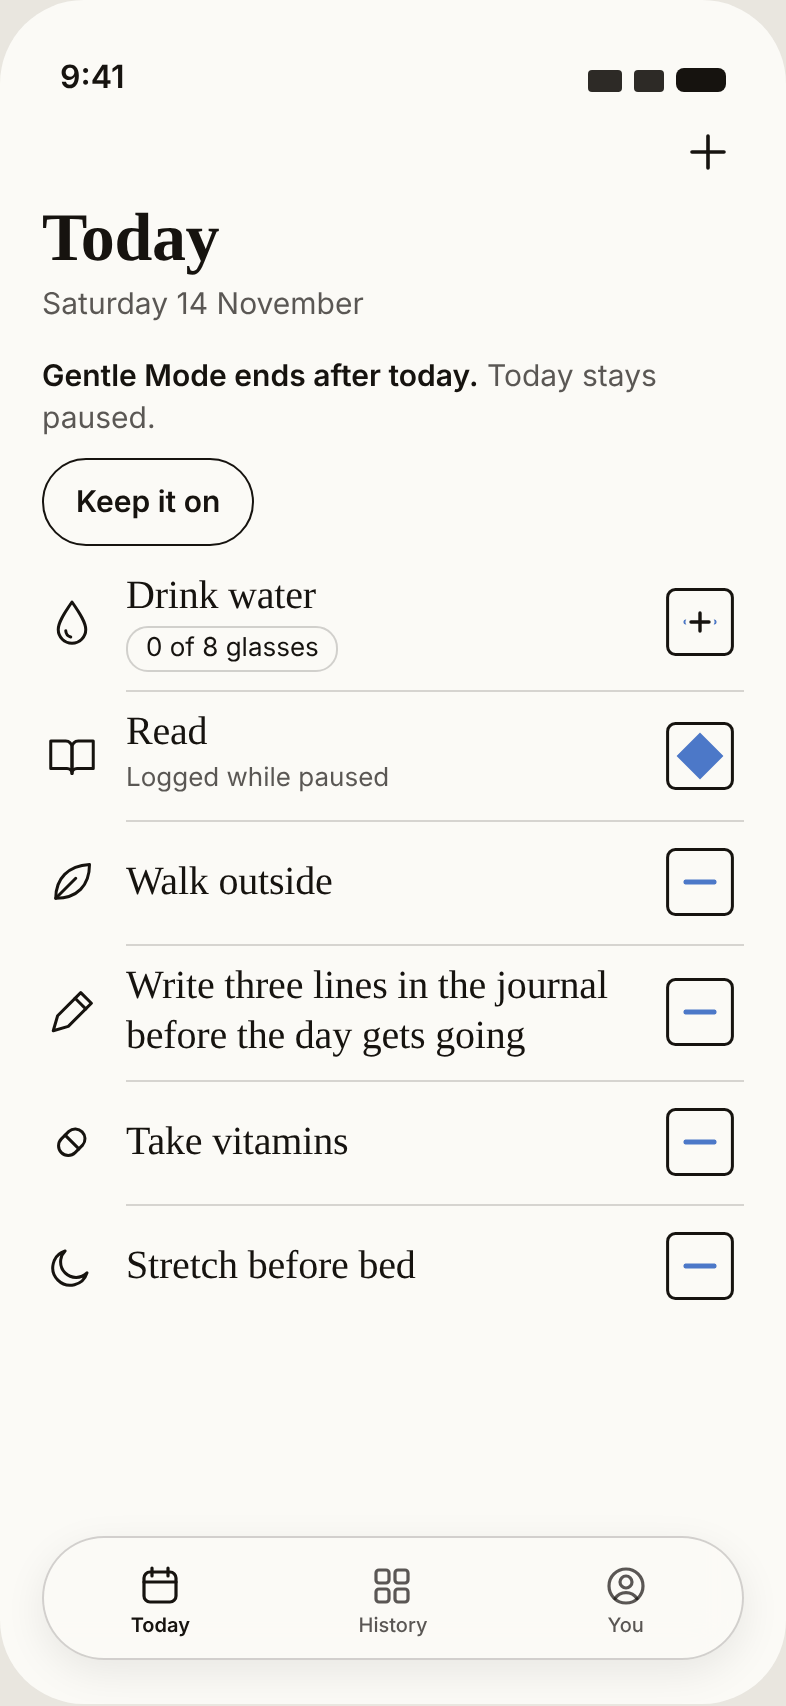 9:41
Today
Saturday 14 November
Gentle Mode ends after today. Today stays
paused.
Keep it on
Drink water
0 of 8 glasses
Read
Logged while paused
Walk outside
Write three lines in the journal
before the day gets going
Take vitamins
Stretch before bed
Today
History
You